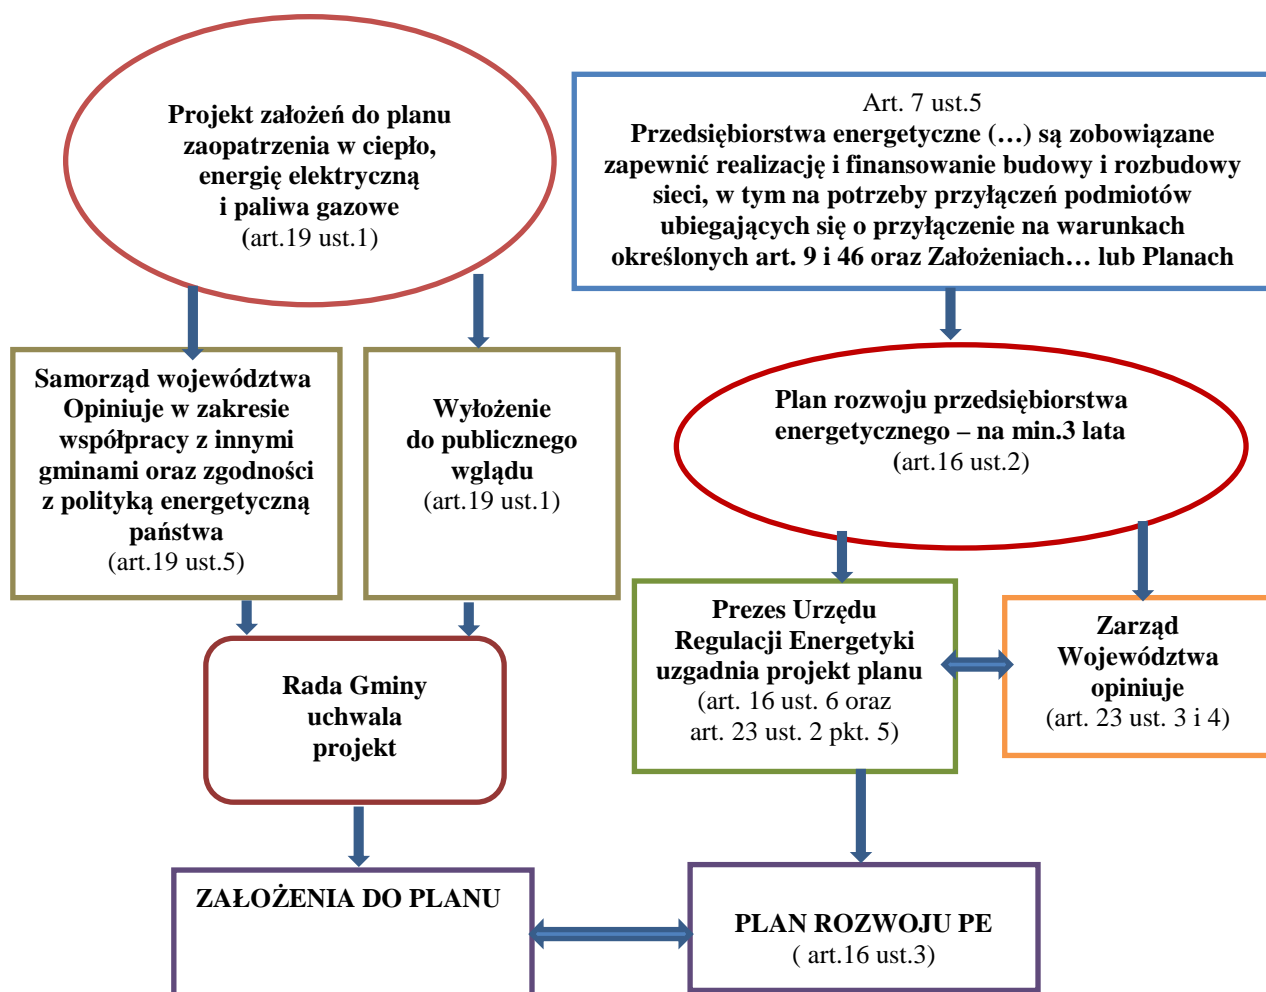 Projekt założeń do planu
zaopatrzenia w ciepło,
energię elektryczną
i paliwa gazowe
(art.19 ust.1)
Art. 7 ust.5
Przedsiębiorstwa energetyczne (…) są zobowiązane
zapewnić realizację i finansowanie budowy i rozbudowy
sieci, w tym na potrzeby przyłączeń podmiotów
ubiegających się o przyłączenie na warunkach
określonych art. 9 i 46 oraz Założeniach… lub Planach
Samorząd województwa
Opiniuje w zakresie
współpracy z innymi
gminami oraz zgodności
z polityką energetyczną
państwa
(art.19 ust.5)
Wyłożenie
do publicznego
wglądu
(art.19 ust.1)
Plan rozwoju przedsiębiorstwa
energetycznego – na min.3 lata
(art.16 ust.2)
Prezes Urzędu
Regulacji Energetyki
uzgadnia projekt planu
(art. 16 ust. 6 oraz
art. 23 ust. 2 pkt. 5)
Zarząd
Województwa
opiniuje
(art. 23 ust. 3 i 4)
Rada Gminy
uchwala
projekt
ZAŁOŻENIA DO PLANU
PLAN ROZWOJU PE
( art.16 ust.3)